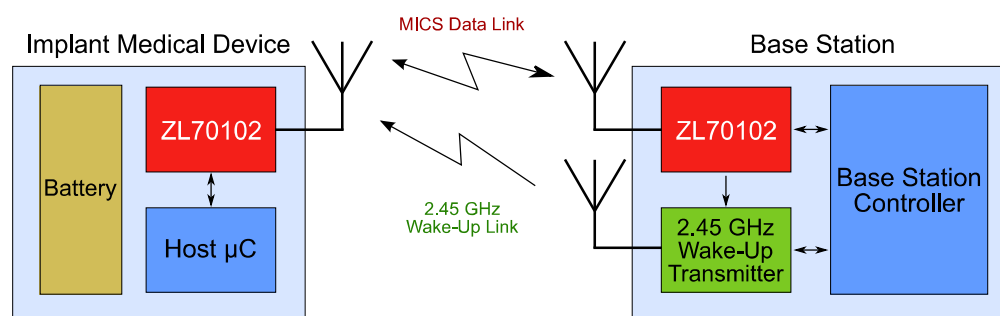 Implant Medical Device
MICS Data Link
Base Station
Battery
ZL70102
Host µC
2.45 GHz
Wake-Up Link
ZL70102
2.45 GHz
Wake-Up
Transmitter
Base Station
Controller